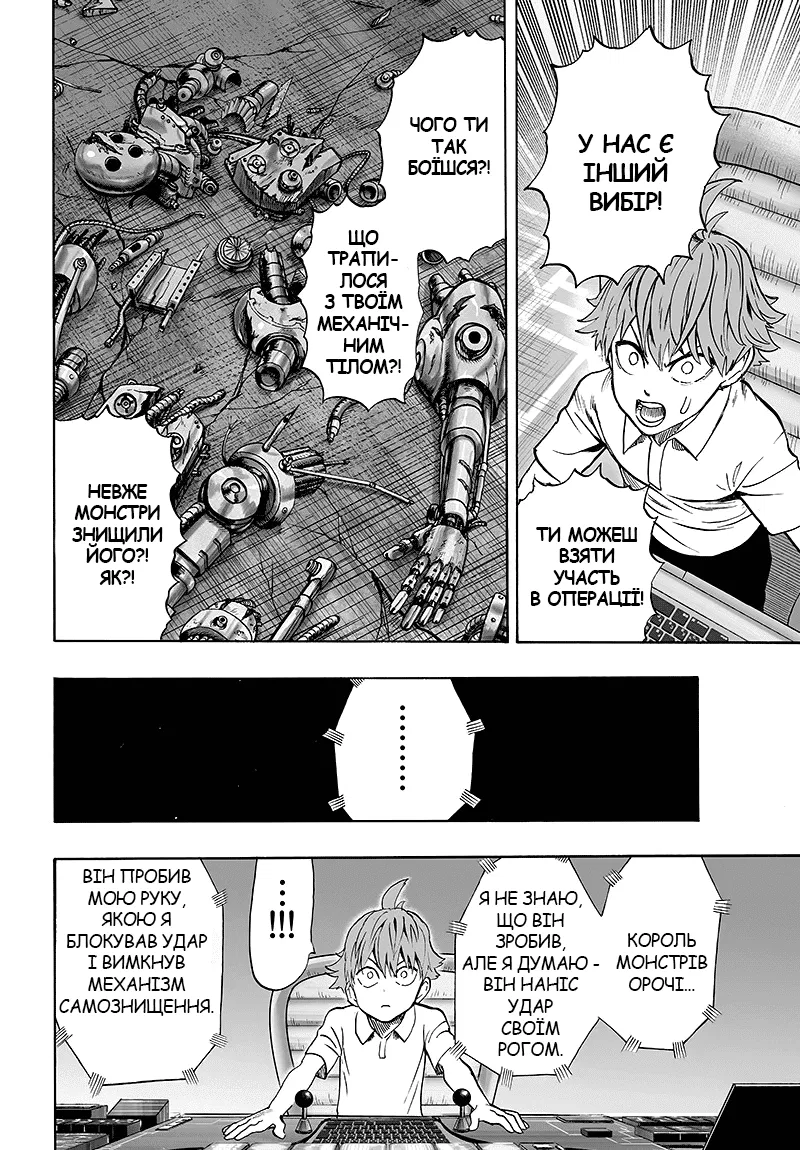 У НАС Є
ІНШИЙ
ВИБІР!
ТИ МОЖЕШ
ВЗЯТИ
УЧАСТЬ
В ОПЕРАЦІЇ!
ЧОГО ТИ
ТАК
БОЇШСЯ?!
ЩО
ТРАПИ-
ЛОСЯ
З ТВОЇМ
МЕХАНІЧ-
НИМ
ТІЛОМ?!
НЕВЖЕ
МОНСТРИ
ЗНИЩИЛИ
ЙОГО?!
ЯК?!
.........
КОРОЛЬ
МОНСТРІВ
ОРОЧІ...
Я НЕ ЗНАЮ,
ЩО ВІН
ЗРОБИВ,
АЛЕ Я ДУМАЮ -
ВІН НАНІС
УДАР
СВОЇМ
РОГОМ.
...
!!!
ВІН ПРОБИВ
МОЮ РУКУ,
ЯКОЮ Я
БЛОКУВАВ УДАР
І ВИМКНУВ
МЕХАНІЗМ
САМОЗНИЩЕННЯ.